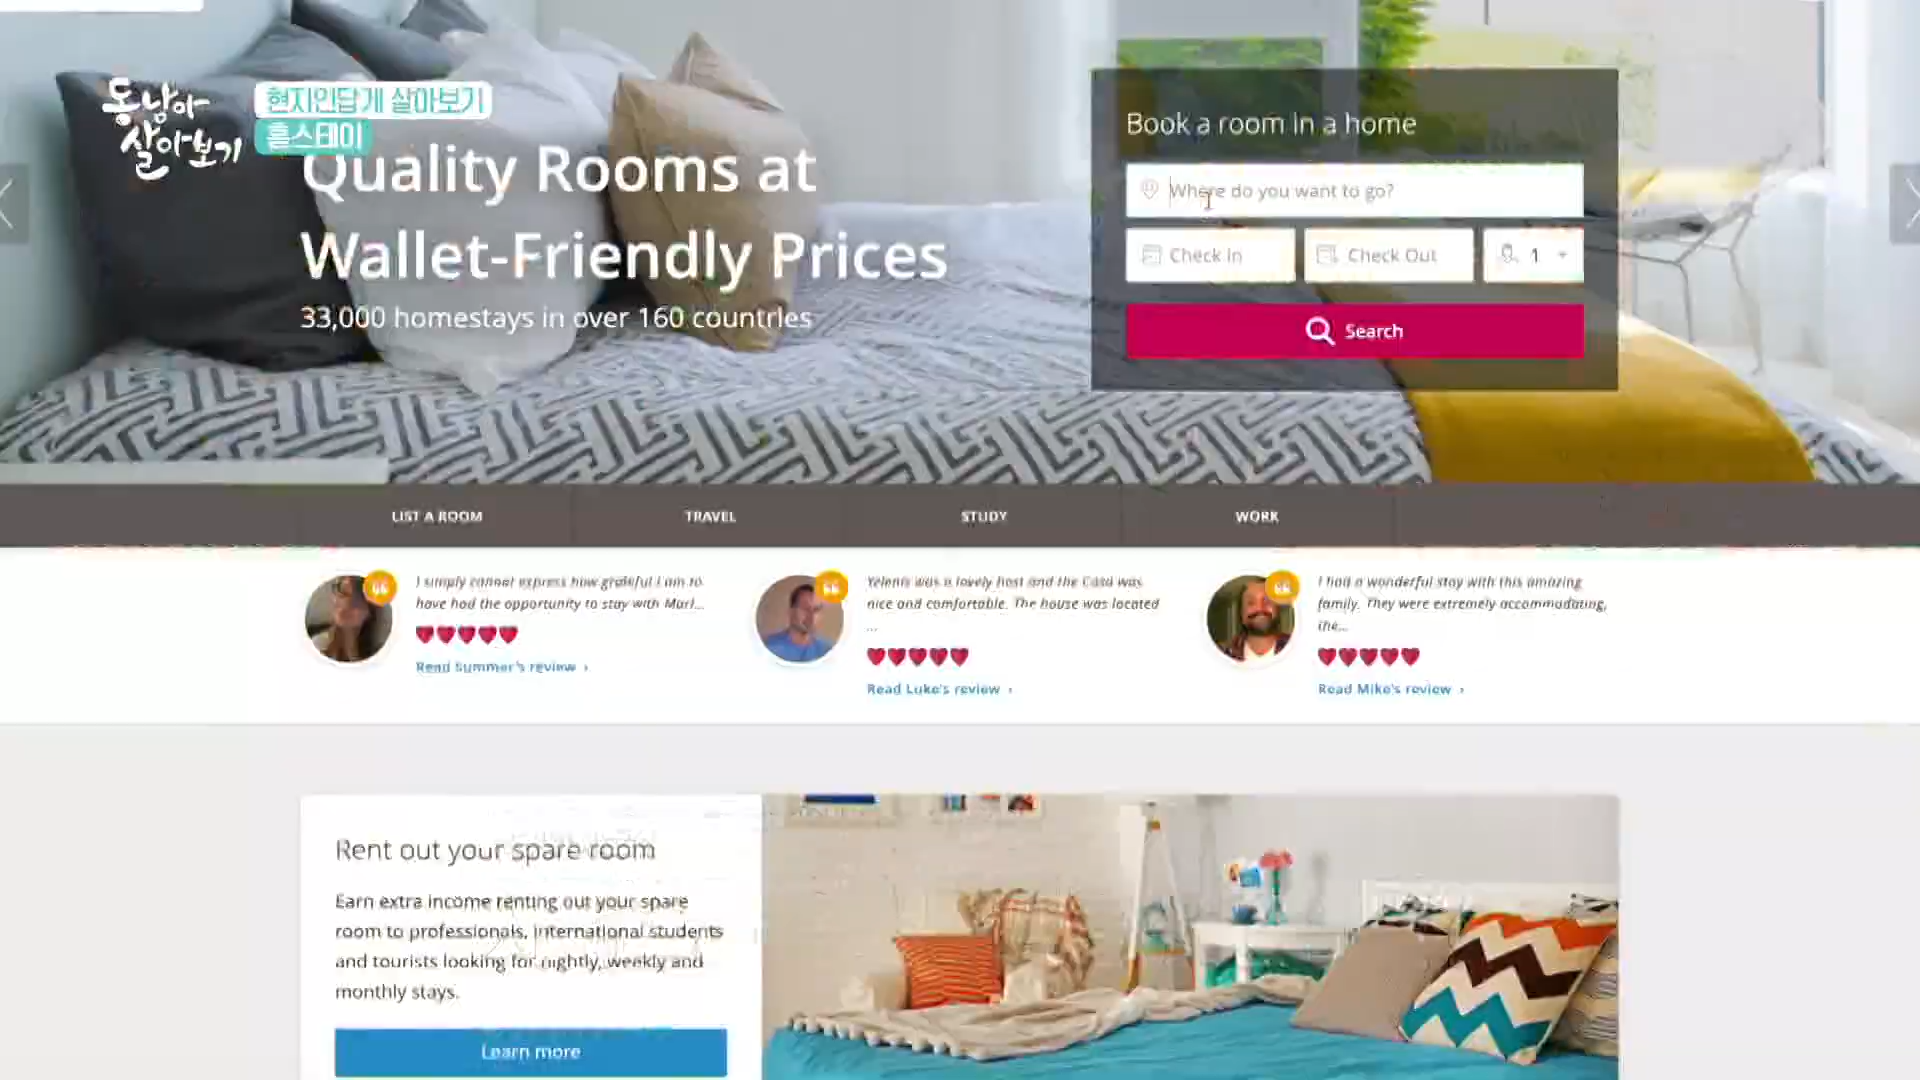 동남아
살아보기
현지인답게 살아보기
홈스테이
Quality Rooms at
Wallet-Friendly Prices
33,000 homestays in over 160 countries
Book a room in a home
Where do you want to go?
Check In
Check Out
1
Search
LIST A ROOM
TRAVEL
STUDY
WORK
I simply cannot express how grateful I am to
have had the opportunity to stay with Marl...
Read Summer's review ›
Yelenis was a lovely host and the Casa was
nice and comfortable. The house was located
...
Read Luke's review ›
I had a wonderful stay with this amazing
family. They were extremely accommodating,
the...
Read Mike's review ›
Rent out your spare room
Earn extra income renting out your spare
room to professionals, international students
and tourists looking for nightly, weekly and
monthly stays.
Learn more